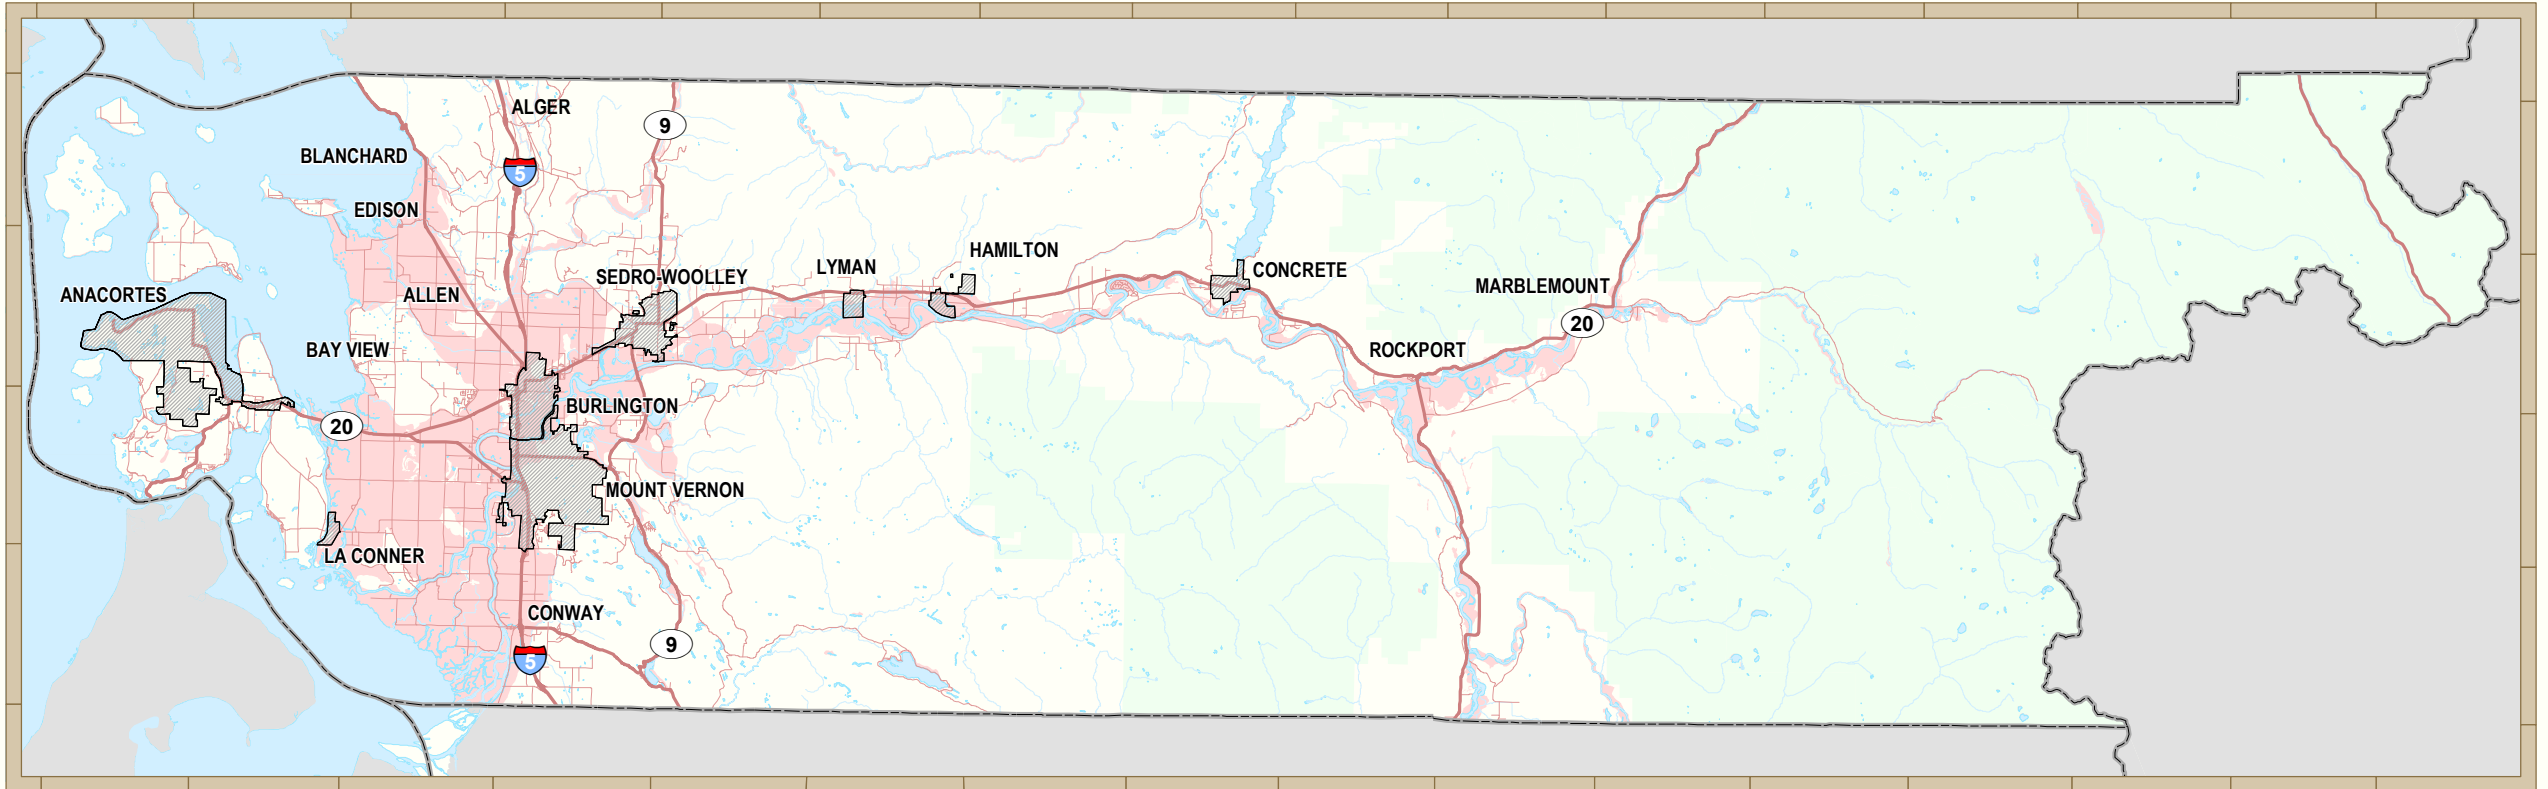 ALGER
9
BLANCHARD
5
EDISON
HAMILTON
LYMAN
SEDRO-WOOLLEY
CONCRETE
MARBLEMOUNT
ANACORTES
ALLEN
20
BAY VIEW
ROCKPORT
BURLINGTON
20
MOUNT VERNON
LA CONNER
CONWAY
9
5